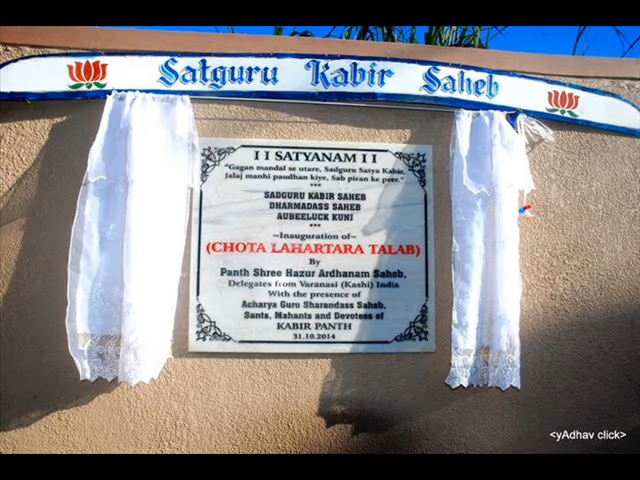 Satguru Kabir Saheb
I I SATYANAM I I
"Gagan mandal se utare, Sadguru Satya Kabir,
Jalaj manhi paudhan kiye, Sab piran ke peer."
***
SADGURU KABIR SAHEB
DHARMADASS SAHEB
AUBEELUCK KUNJ
***
~Inauguration of~
(CHOTA LAHARTARA TALAB)
By
Panth Shree Hazur Ardhanam Saheb.
Delegates from Varanasi (Kashi) India
With the presence of
Acharya Guru Sharandass Saheb,
Sants, Mahants and Devotees of
KABIR PANTH
31.10.2014
<yAdhav click>